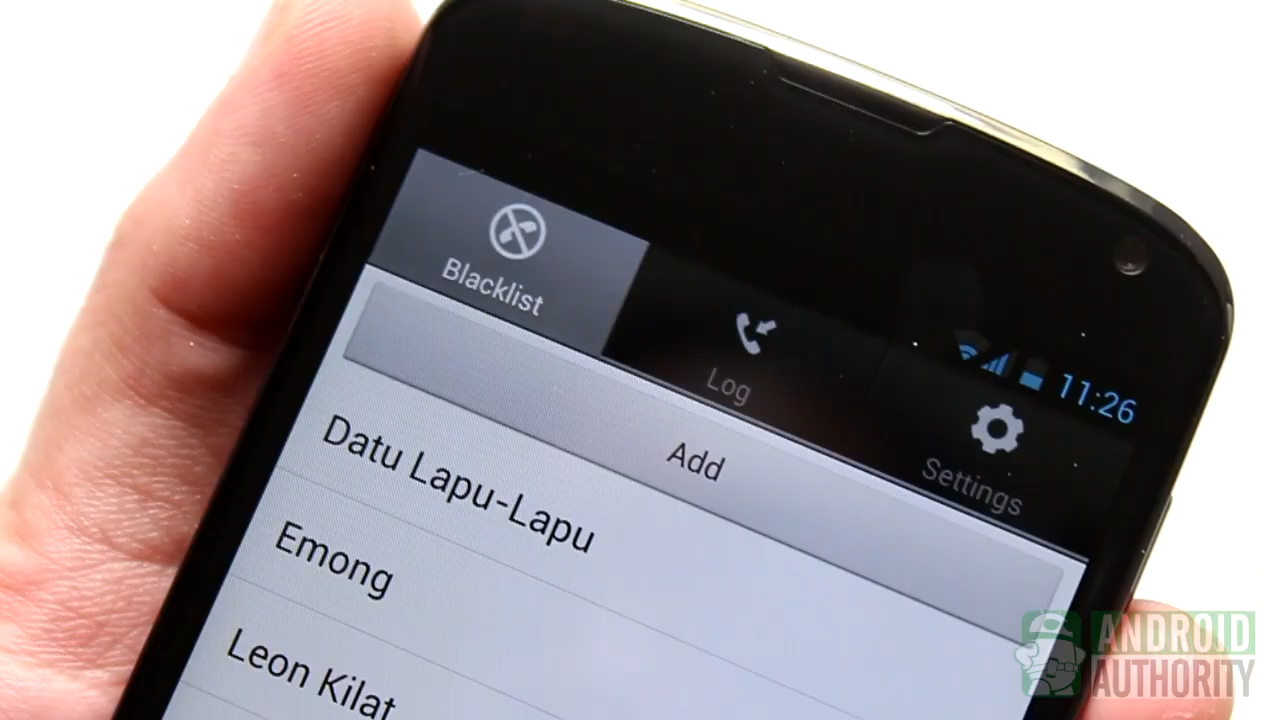 11:26
Blacklist
Log
Settings
Add
Datu Lapu-Lapu
Emong
Leon Kilat
ANDROID
AUTHORITY